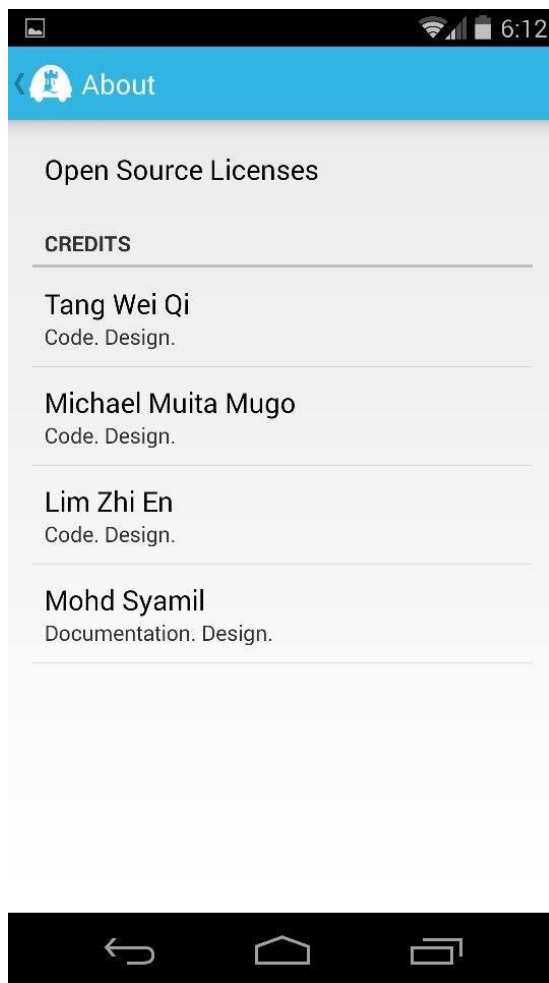 6:12
About
Open Source Licenses
CREDITS
Tang Wei Qi
Code. Design.
Michael Muita Mugo
Code. Design.
Lim Zhi En
Code. Design.
Mohd Syamil
Documentation. Design.